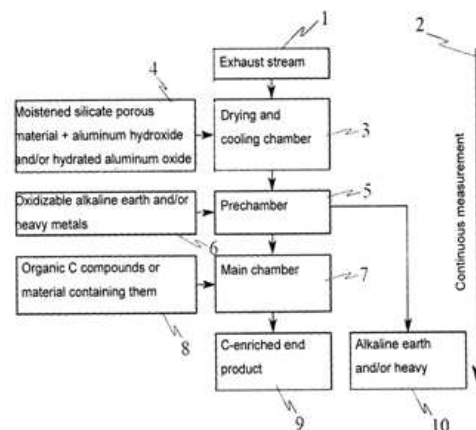 1
Exhaust stream
2
4
Moistened silicate porous
material + aluminum hydroxide
and/or hydrated aluminum oxide
Drying and
cooling chamber
3
Oxidizable alkaline earth and/or
heavy metals
6
Prechamber
5
Organic C compounds or
material containing them
8
Main chamber
7
C-enriched end
product
9
Alkaline earth
and/or heavy
10
Continuous measurement